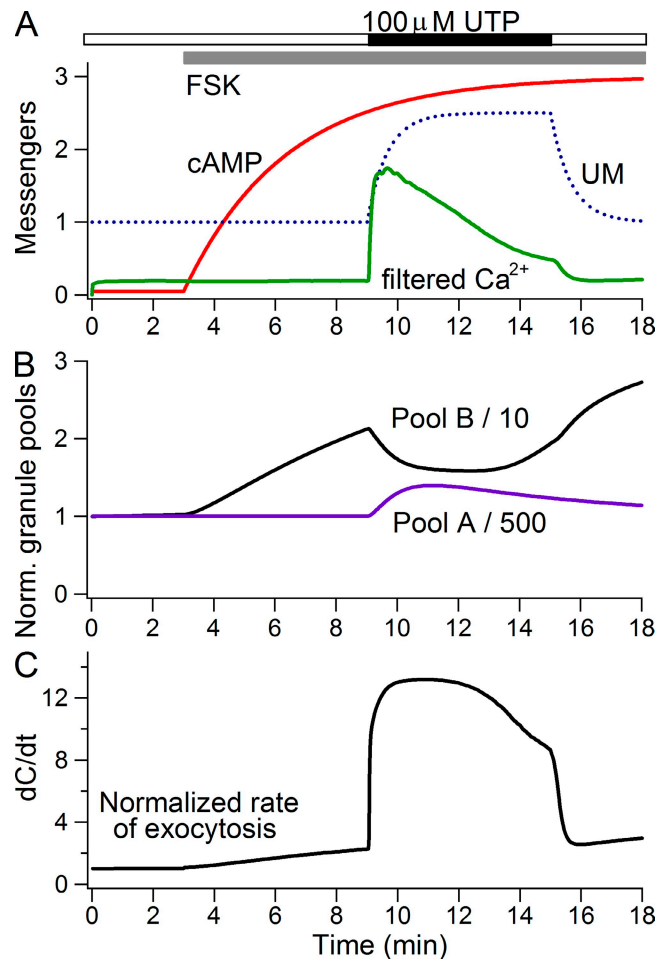 A
100 μM UTP
FSK
cAMP
UM
filtered Ca2+
Messengers
3
2
1
0
0 2 4 6 8 10 12 14 16 18
B
Pool B / 10
Pool A / 500
Norm. granule pools
3
2
1
0
0 2 4 6 8 10 12 14 16 18
C
Normalized rate
of exocytosis
dC/dt
12
8
4
0
0 2 4 6 8 10 12 14 16 18
Time (min)